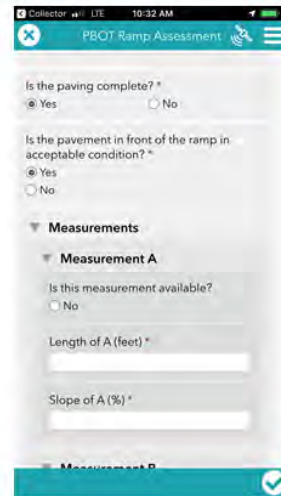 Collector LTE 10:32 AM
PBOT Ramp Assessment
Is the paving complete? *
Yes No
Is the pavement in front of the ramp in
acceptable condition? *
Yes
No
Measurements
Measurement A
Is this measurement available?
No
Length of A (feet) *
Slope of A (%) *
Measurement B